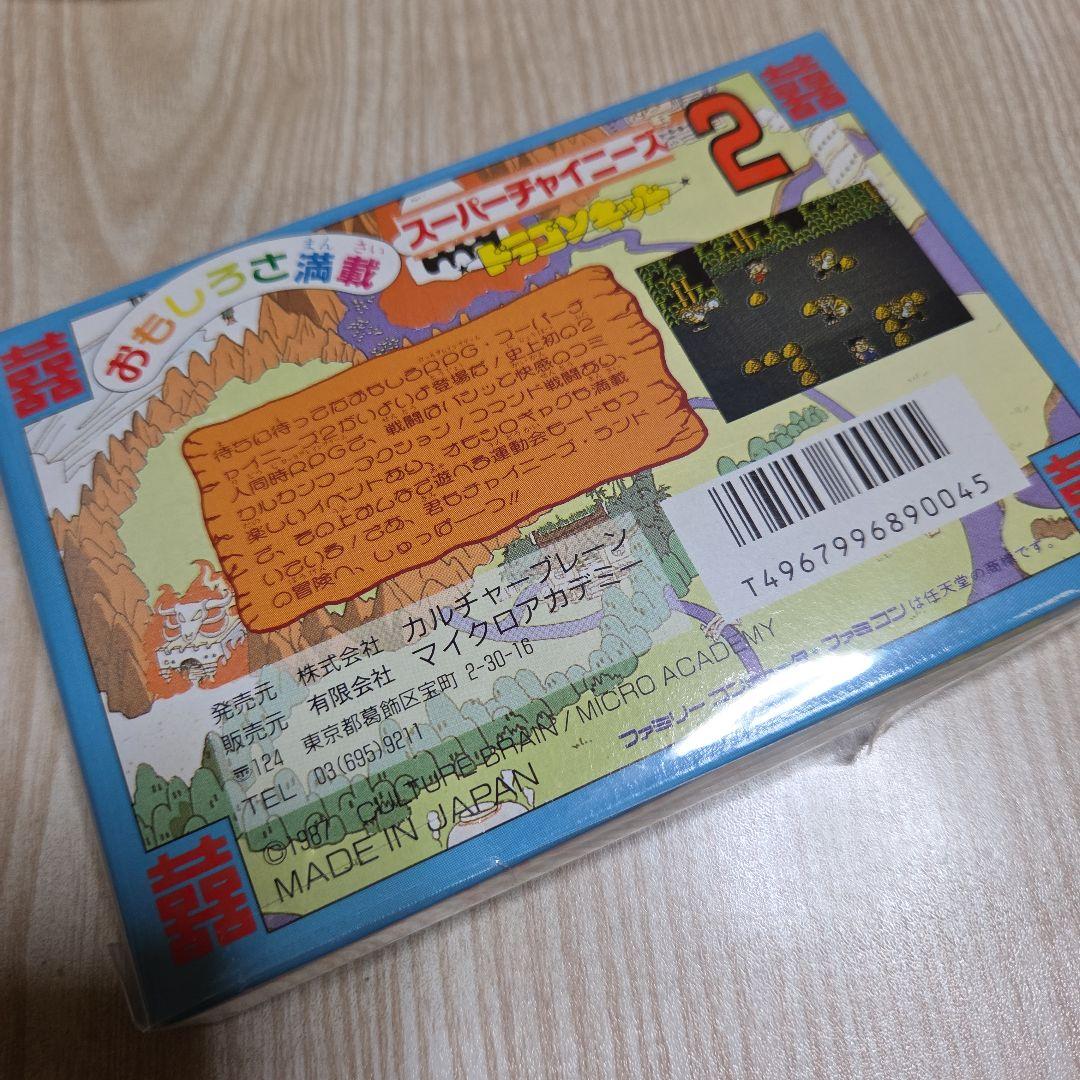 スーパーチャイニーズ2
ドラゴンキッド
おもしろさ満載
まんさい
待ちに待ったおもしろRPG・スーパーチ
ャイニーズ2がいよいよ登場だ！史上初の2
人同時RPGで、戦闘はバシッて快感のコミ
カルカンフーアクション！コマンド戦闘あり、
楽しいイベントあり、オモシロギャグも満載
で、その上みんなで遊べる運動会モードもつ
いている！さあ、君もチャイニーズ・ランド
の冒険へ、しゅっぱーつ!!
T4967996890045
発売元 株式会社 カルチャーブレーン
販売元 有限会社 マイクロアカデミー
〒124 東京都葛飾区宝町 2-30-16
TEL 03(695)9211
©1987 CULTURE BRAIN / MICRO ACADEMY
MADE IN JAPAN
ファミリーコンピュータ・ファミコンは任天堂の商標です。
囍
囍
囍
囍